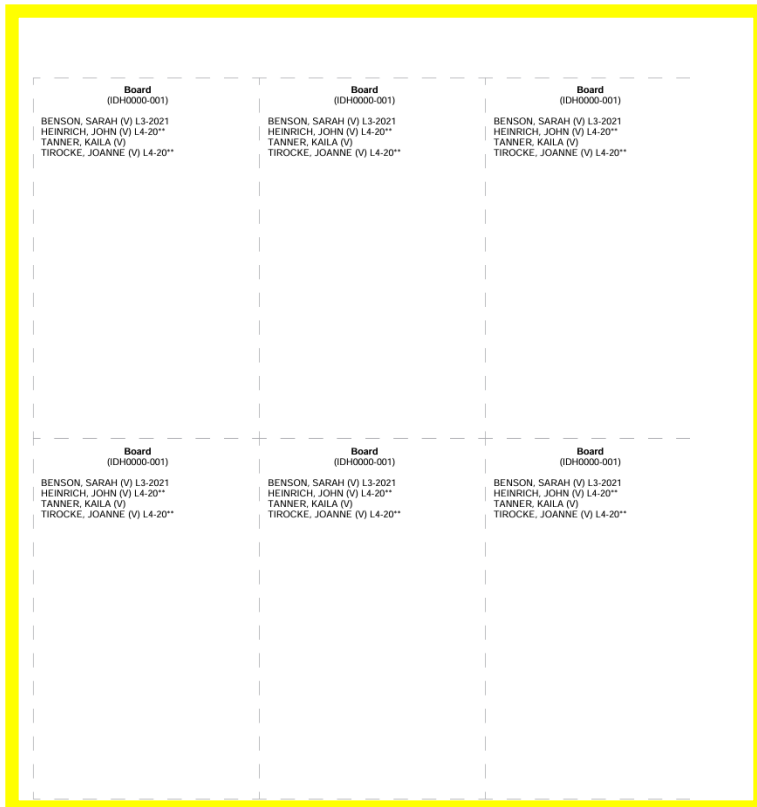 Board
(IDH0000-001)
BENSON, SARAH (V) L3-2021
HEINRICH, JOHN (V) L4-20**
TANNER, KAILA (V)
TIROCKE, JOANNE (V) L4-20**
Board
(IDH0000-001)
BENSON, SARAH (V) L3-2021
HEINRICH, JOHN (V) L4-20**
TANNER, KAILA (V)
TIROCKE, JOANNE (V) L4-20**
Board
(IDH0000-001)
BENSON, SARAH (V) L3-2021
HEINRICH, JOHN (V) L4-20**
TANNER, KAILA (V)
TIROCKE, JOANNE (V) L4-20**
Board
(IDH0000-001)
BENSON, SARAH (V) L3-2021
HEINRICH, JOHN (V) L4-20**
TANNER, KAILA (V)
TIROCKE, JOANNE (V) L4-20**
Board
(IDH0000-001)
BENSON, SARAH (V) L3-2021
HEINRICH, JOHN (V) L4-20**
TANNER, KAILA (V)
TIROCKE, JOANNE (V) L4-20**
Board
(IDH0000-001)
BENSON, SARAH (V) L3-2021
HEINRICH, JOHN (V) L4-20**
TANNER, KAILA (V)
TIROCKE, JOANNE (V) L4-20**